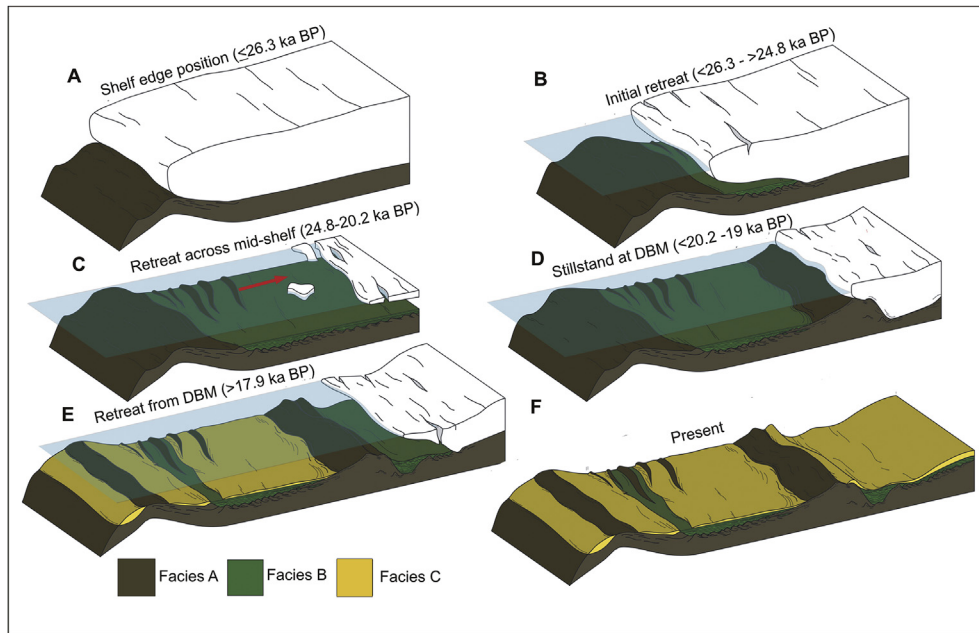 A
Shelf edge position (≤26.3 ka BP)
B
Initial retreat (<26.3 - >24.8 ka BP)
C
Retreat across mid-shelf (24.8-20.2 ka BP)
D
Stillstand at DBM (<20.2 -19 ka BP)
E
Retreat from DBM (>17.9 ka BP)
F
Present
Facies A
Facies B
Facies C